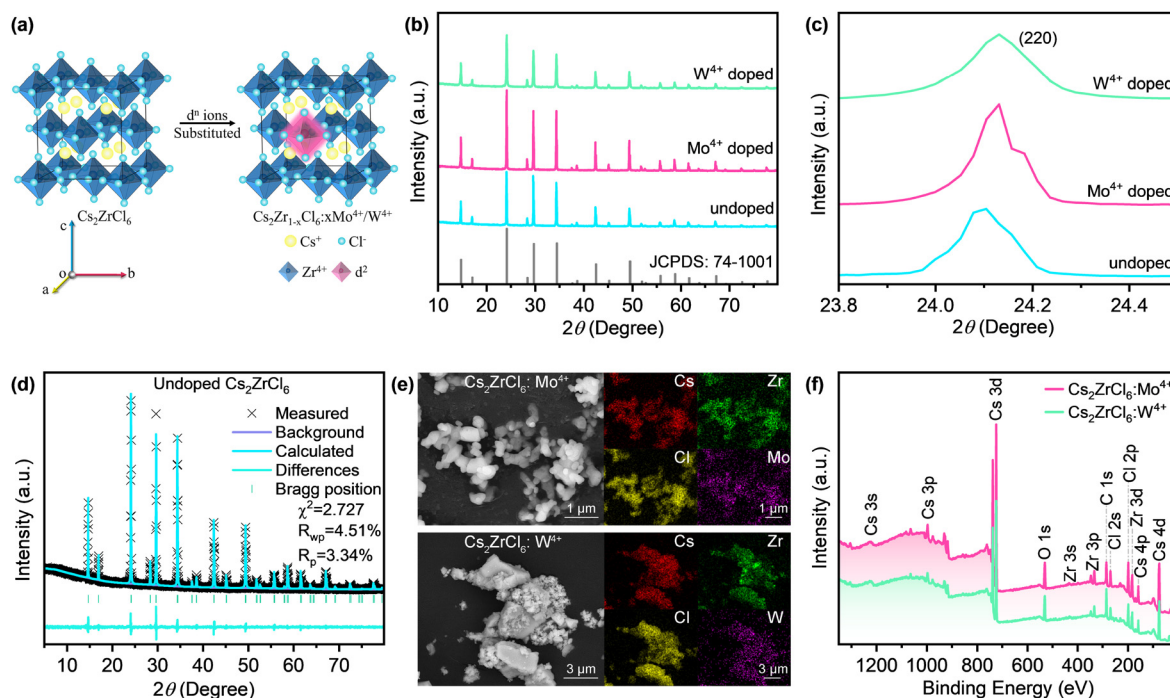 (a)
dⁿ ions
Substituted
Cs₂ZrCl₆
Cs₂Zr₁₋ₓCl₆:xMo⁴⁺/W⁴⁺
c
o
b
a
Cs⁺
Cl⁻
Zr⁴⁺
d²
(b)
Intensity (a.u.)
W⁴⁺ doped
Mo⁴⁺ doped
undoped
JCPDS: 74-1001
10 20 30 40 50 60 70
2θ (Degree)
(c)
Intensity (a.u.)
(220)
W⁴⁺ doped
Mo⁴⁺ doped
undoped
23.8 24.0 24.2 24.4
2θ (Degree)
(d)
Intensity (a.u.)
Undoped Cs₂ZrCl₆
Measured
Background
Calculated
Differences
Bragg position
χ²=2.727
R_wp=4.51%
R_p=3.34%
10 20 30 40 50 60 70
2θ (Degree)
(e)
Cs₂ZrCl₆: Mo⁴⁺
Cs
Zr
Cl
Mo
1 μm
1 μm
Cs₂ZrCl₆: W⁴⁺
Cs
Zr
Cl
W
3 μm
3 μm
(f)
Intensity (a.u.)
Cs₂ZrCl₆:Mo⁴⁺
Cs₂ZrCl₆:W⁴⁺
Cs 3s
Cs 3p
Cs 3d
O 1s
Zr 3s
Zr 3p
C 1s
Cl 2s
Cl 2p
Zr 3d
Cs 4p
Cs 4d
1200 1000 800 600 400 200 0
Binding Energy (eV)